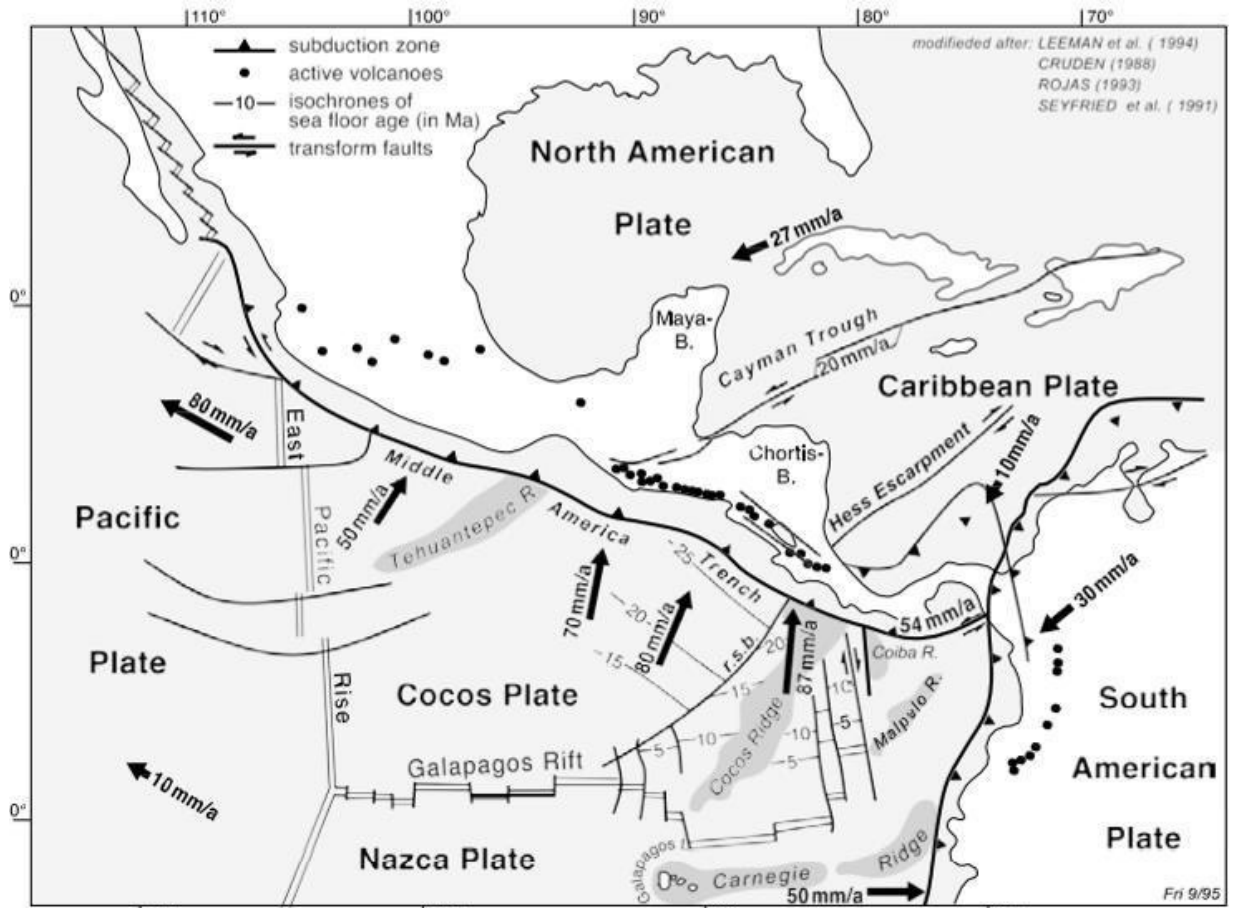 110°
100°
90°
80°
70°
subduction zone
active volcanoes
—10— isochrones of
sea floor age (in Ma)
transform faults
modifieded after: LEEMAN et al. ( 1994)
CRUDEN (1988)
ROJAS (1993)
SEYFRIED et al. ( 1991)
North American
Plate
27 mm/a
0°
Maya-
B.
Cayman Trough
20 mm/a
Caribbean Plate
80 mm/a
East
Pacific
Rise
Middle
America
Trench
Chortis-
B.
Hess Escarpment
10 mm/a
Pacific
Plate
50 mm/a
Tehuantepec R.
0°
70 mm/a
80 mm/a
-25-
-20-
-15-
r.s.b.
20
15
87 mm/a
54 mm/a
30 mm/a
Coiba R.
Malpulo R.
Cocos Plate
Cocos Ridge
-5-
10
-10-
-5-
-5-
South
American
Plate
Galapagos Rift
10 mm/a
0°
Nazca Plate
Galapagos
Carnegie
Ridge
50 mm/a
Fri 9/95